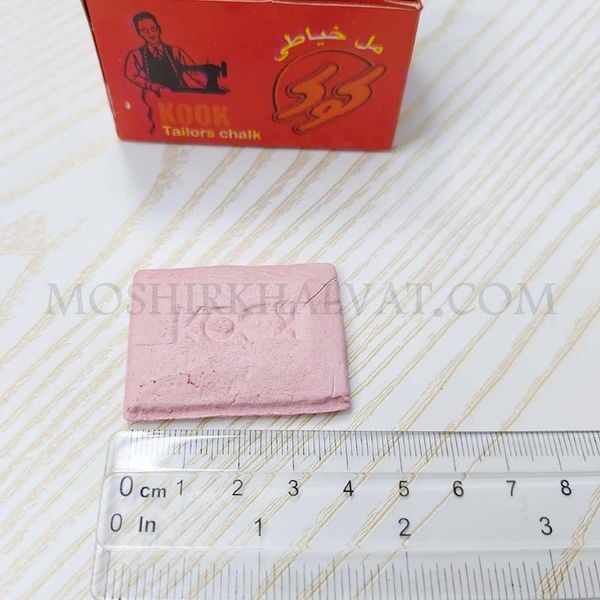 مل خیاطی
کوک
KOOK
Tailors chalk
MOSHIRKHALVAT.COM
KOOK
0 cm 1 2 3 4 5 6 7 8
0 In 1 2 3